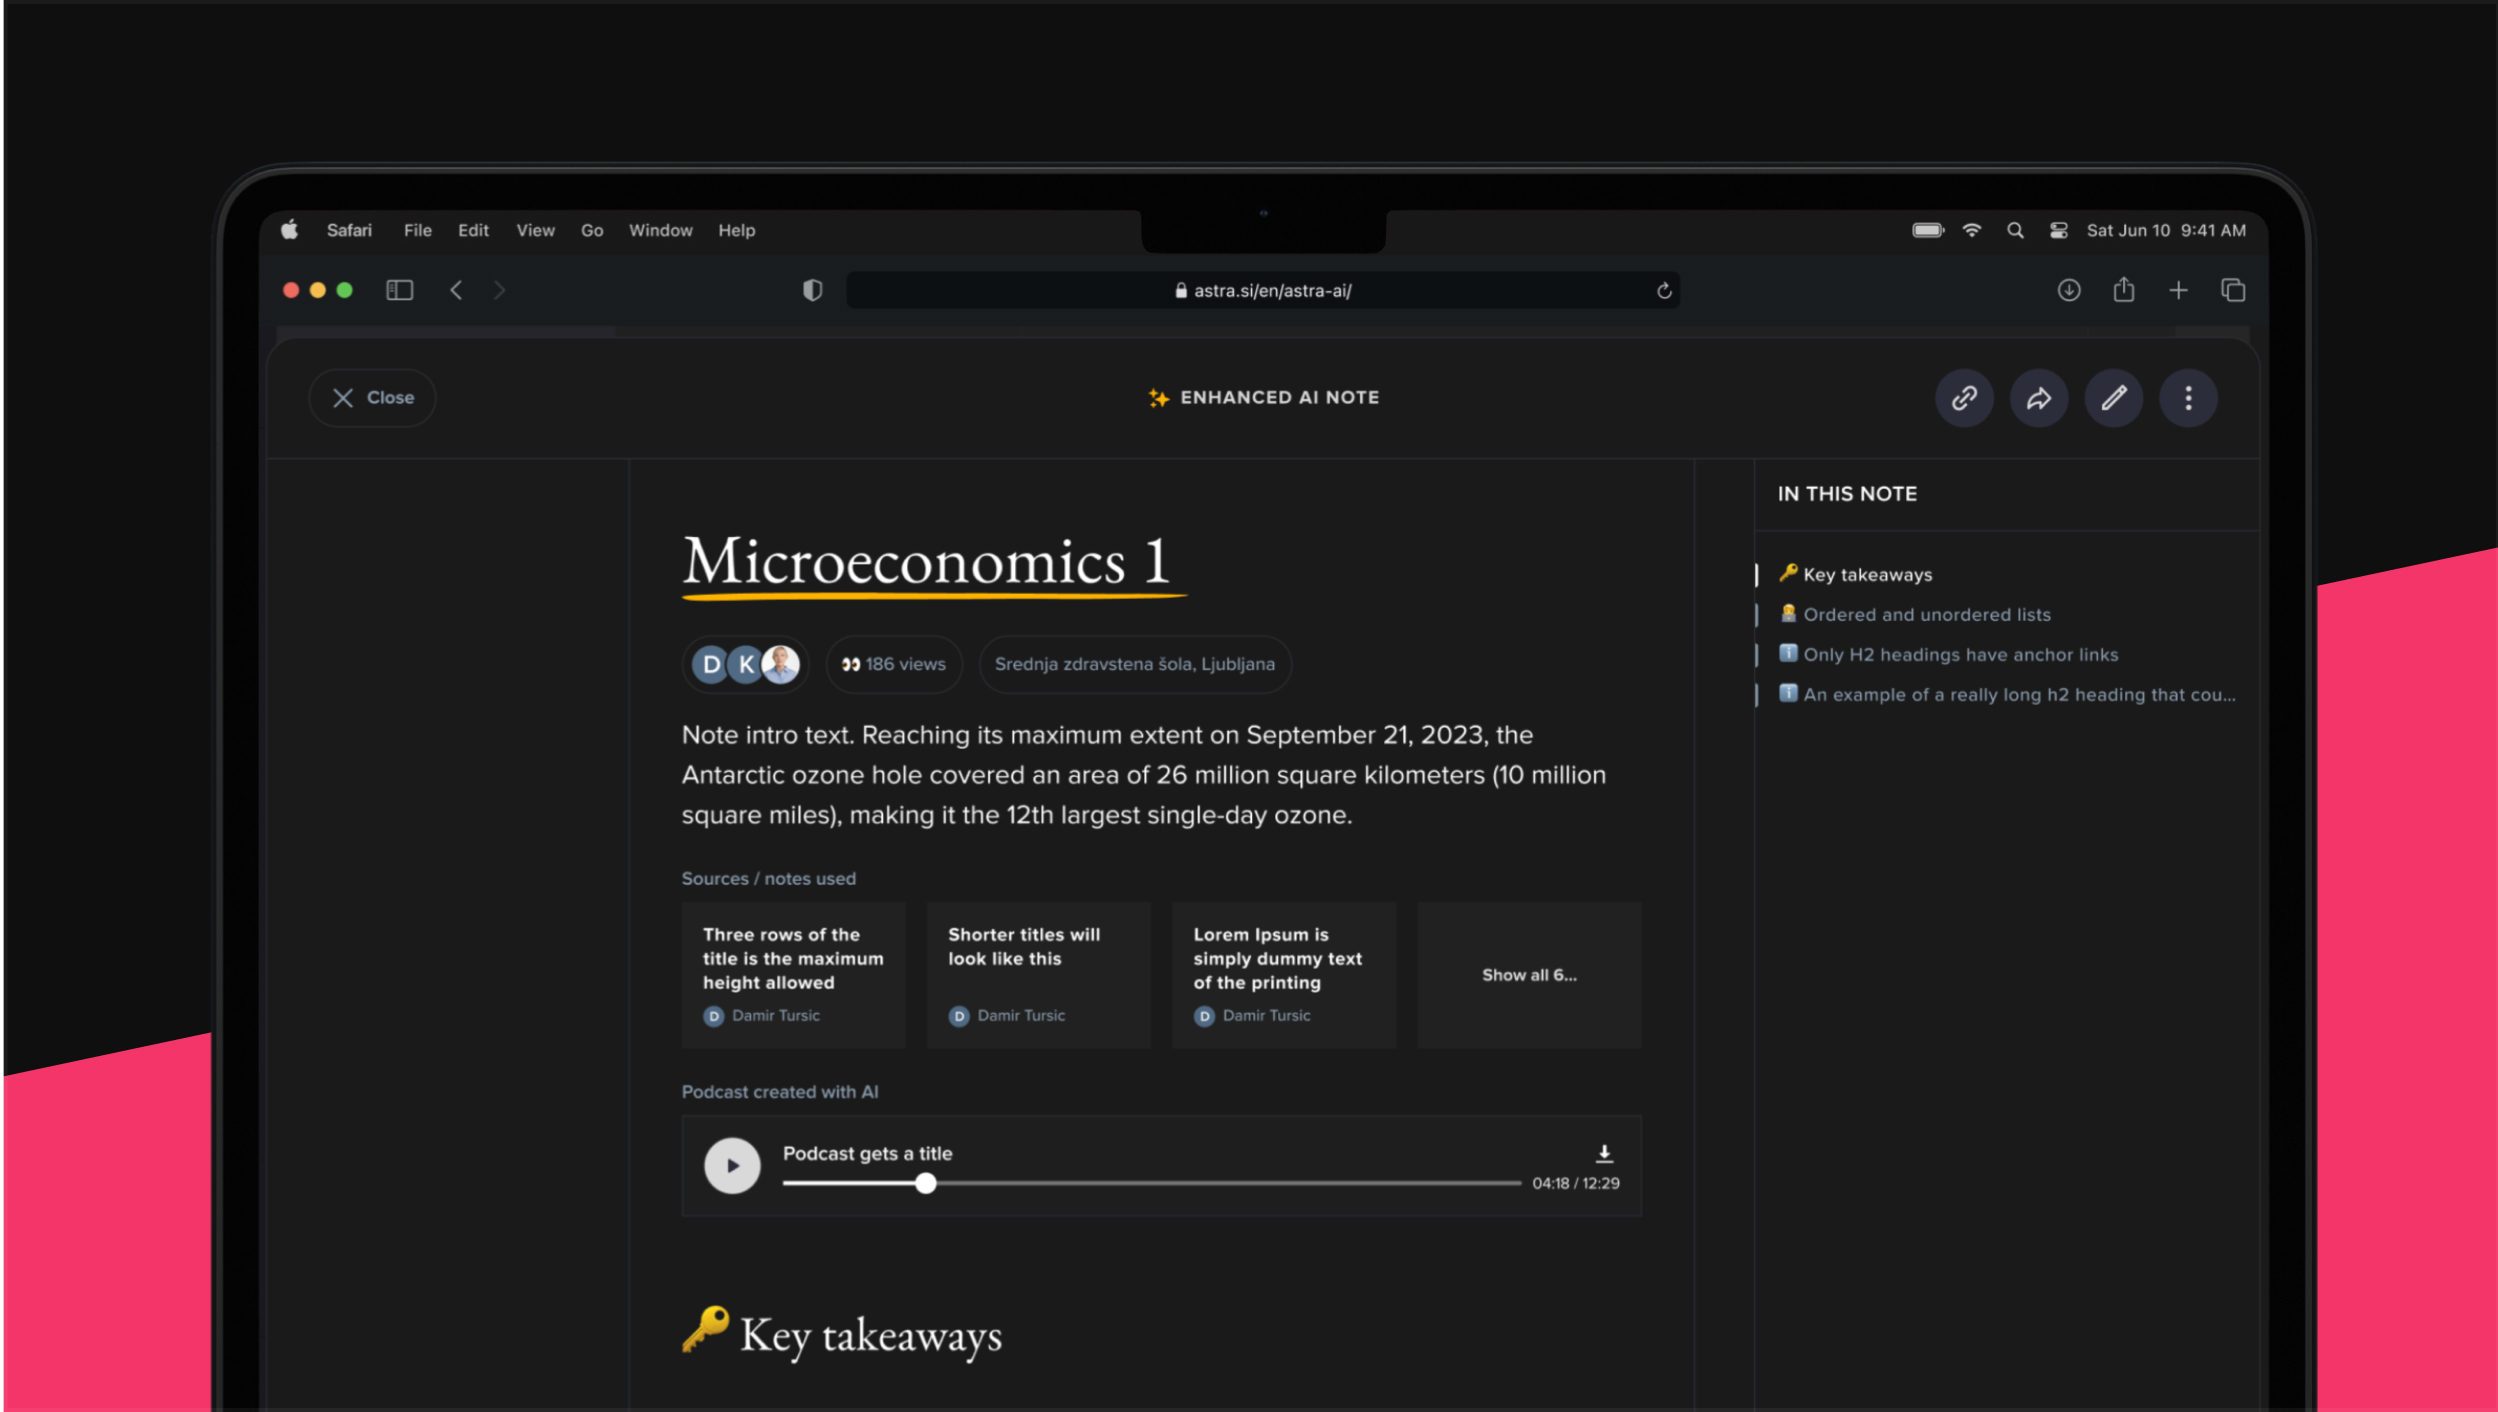 Safari File Edit View Go Window Help
Sat Jun 10 9:41 AM
astra.si/en/astra-ai/
Close
ENHANCED AI NOTE
IN THIS NOTE
Microeconomics 1
Key takeaways
Ordered and unordered lists
Only H2 headings have anchor links
An example of a really long h2 heading that cou...
D K
186 views
Srednja zdravstena šola, Ljubljana
Note intro text. Reaching its maximum extent on September 21, 2023, the
Antarctic ozone hole covered an area of 26 million square kilometers (10 million
square miles), making it the 12th largest single-day ozone.
Sources / notes used
Three rows of the
title is the maximum
height allowed
D Damir Tursic
Shorter titles will
look like this
D Damir Tursic
Lorem Ipsum is
simply dummy text
of the printing
D Damir Tursic
Show all 6...
Podcast created with AI
Podcast gets a title
04:18 / 12:29
Key takeaways